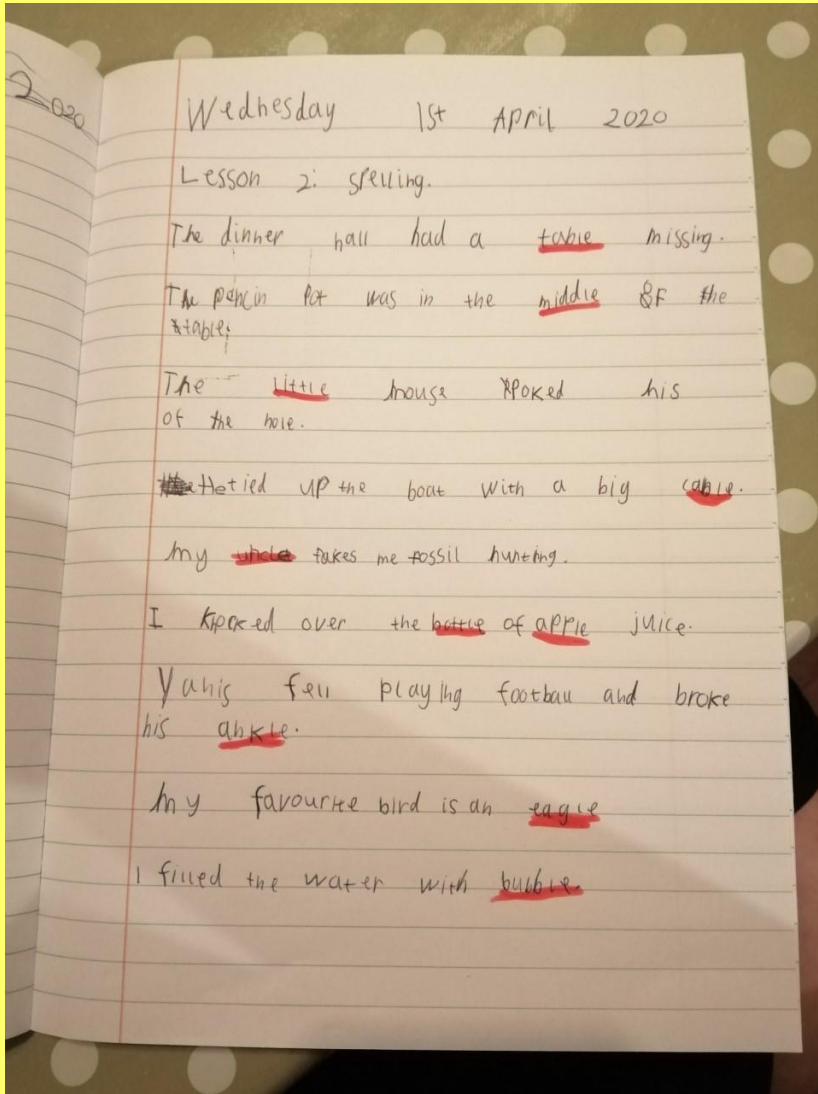 2020
Wednesday 1st April 2020
Lesson 2: spelling.
The dinner hall had a table missing.
The pencin Pot was in the middle of the
table.
The little mouse poked his
of the hole.
He tied up the boat with a big cable.
my uncle takes me fossil hunting.
I knocked over the bottle of apple juice.
Yanis fell playing football and broke
his ankle.
my favourite bird is an eagle
I filled the water with bubble.